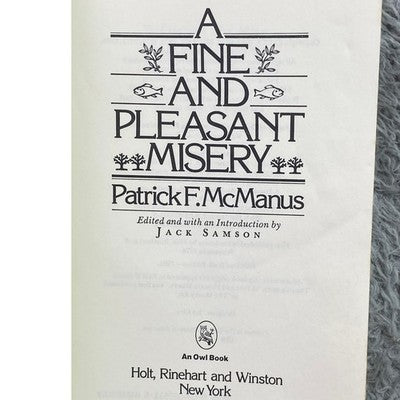 A
FINE
AND
PLEASANT
MISERY
Patrick F. McManus
Edited and with an Introduction by
JACK SAMSON
An Owl Book
Holt, Rinehart and Winston
New York